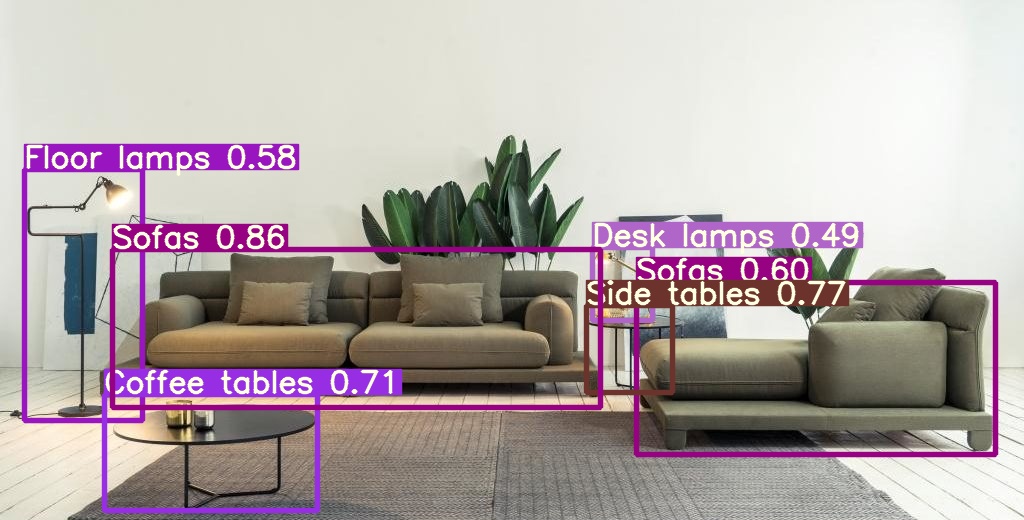 Floor lamps 0.58
Sofas 0.86
Desk lamps 0.49
Sofas 0.60
Side tables 0.77
Coffee tables 0.71